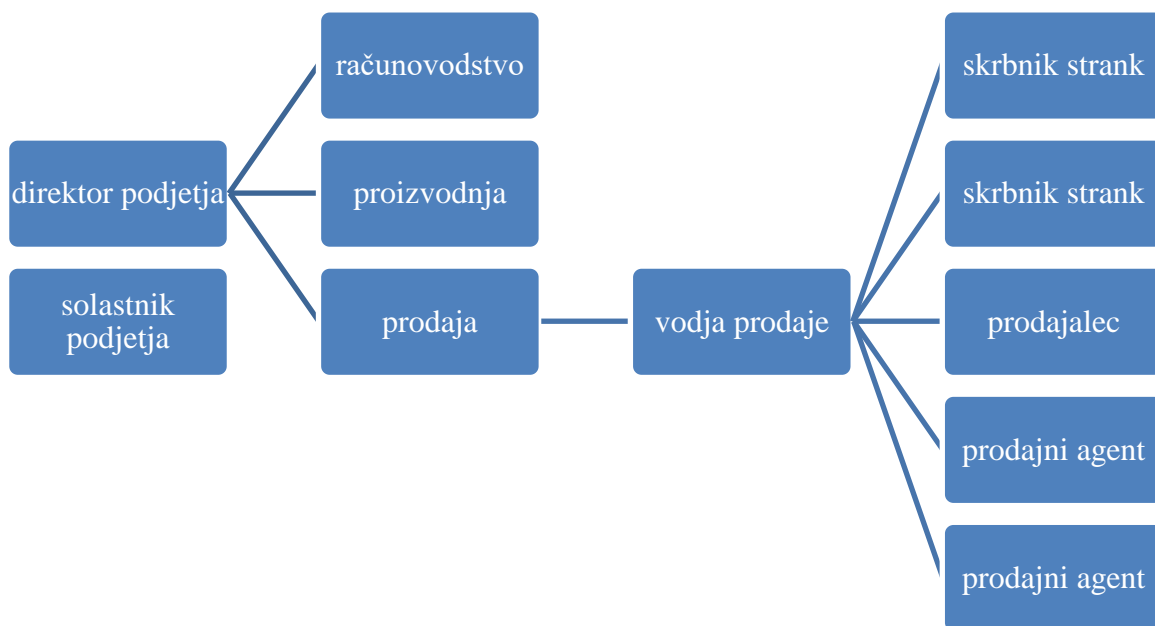 direktor podjetja
solastnik
podjetja
računovodstvo
proizvodnja
prodaja
vodja prodaje
skrbnik strank
skrbnik strank
prodajalec
prodajni agent
prodajni agent